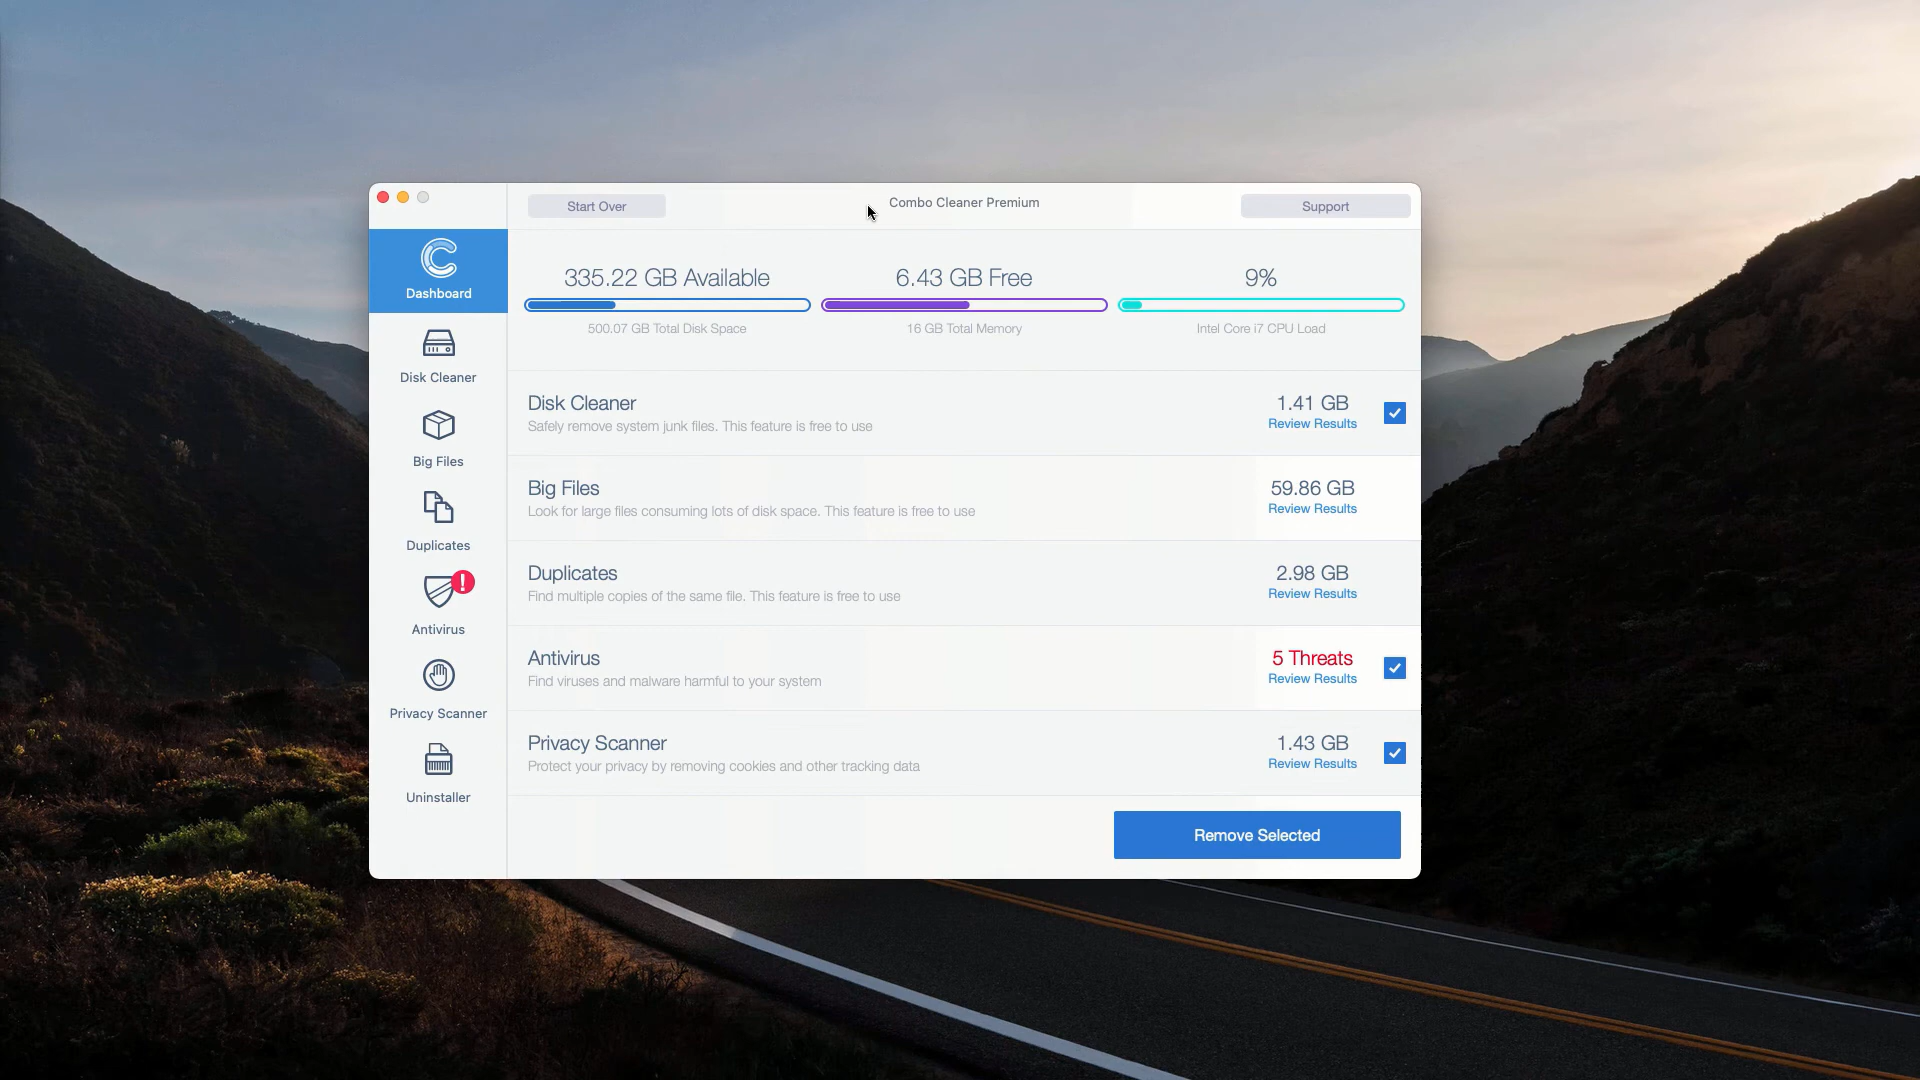 Start Over
Combo Cleaner Premium
Support
Dashboard
Disk Cleaner
Big Files
Duplicates
Antivirus
Privacy Scanner
Uninstaller
335.22 GB Available
500.07 GB Total Disk Space
6.43 GB Free
16 GB Total Memory
9%
Intel Core i7 CPU Load
Disk Cleaner
Safely remove system junk files. This feature is free to use
1.41 GB
Review Results
Big Files
Look for large files consuming lots of disk space. This feature is free to use
59.86 GB
Review Results
Duplicates
Find multiple copies of the same file. This feature is free to use
2.98 GB
Review Results
Antivirus
Find viruses and malware harmful to your system
5 Threats
Review Results
Privacy Scanner
Protect your privacy by removing cookies and other tracking data
1.43 GB
Review Results
Remove Selected